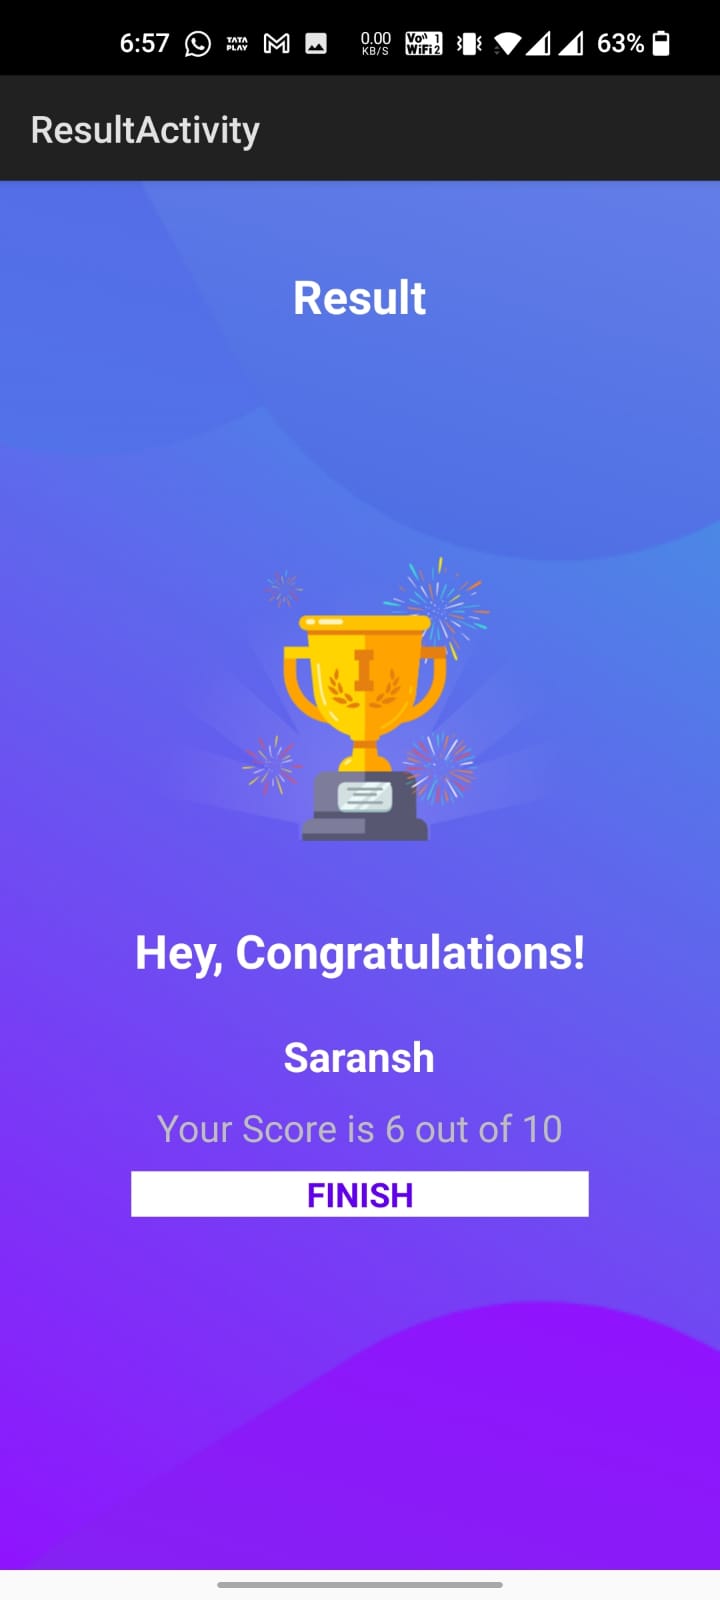 6:57 TATA PLAY 0.00 KB/S Vo)) 1 WiFi 2 63%
ResultActivity
Result
I
Hey, Congratulations!
Saransh
Your Score is 6 out of 10
FINISH